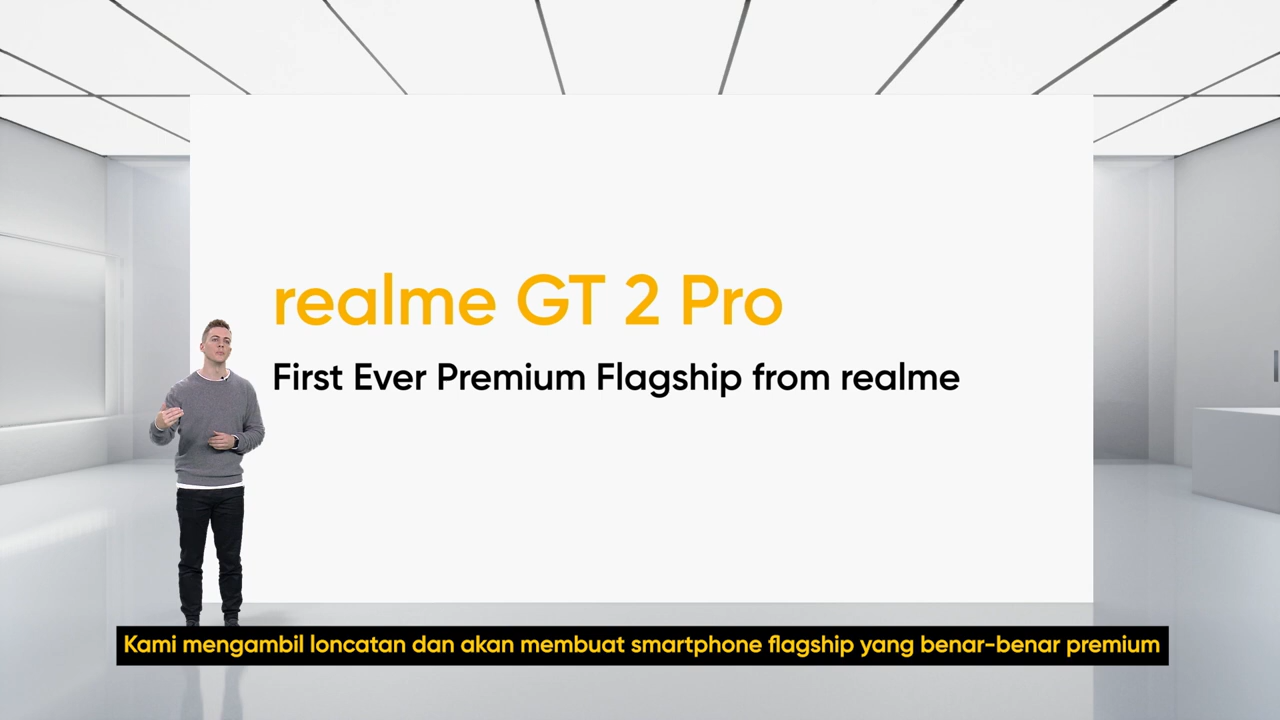 realme GT 2 Pro
First Ever Premium Flagship from realme
Kami mengambil loncatan dan akan membuat smartphone flagship yang benar-benar premium